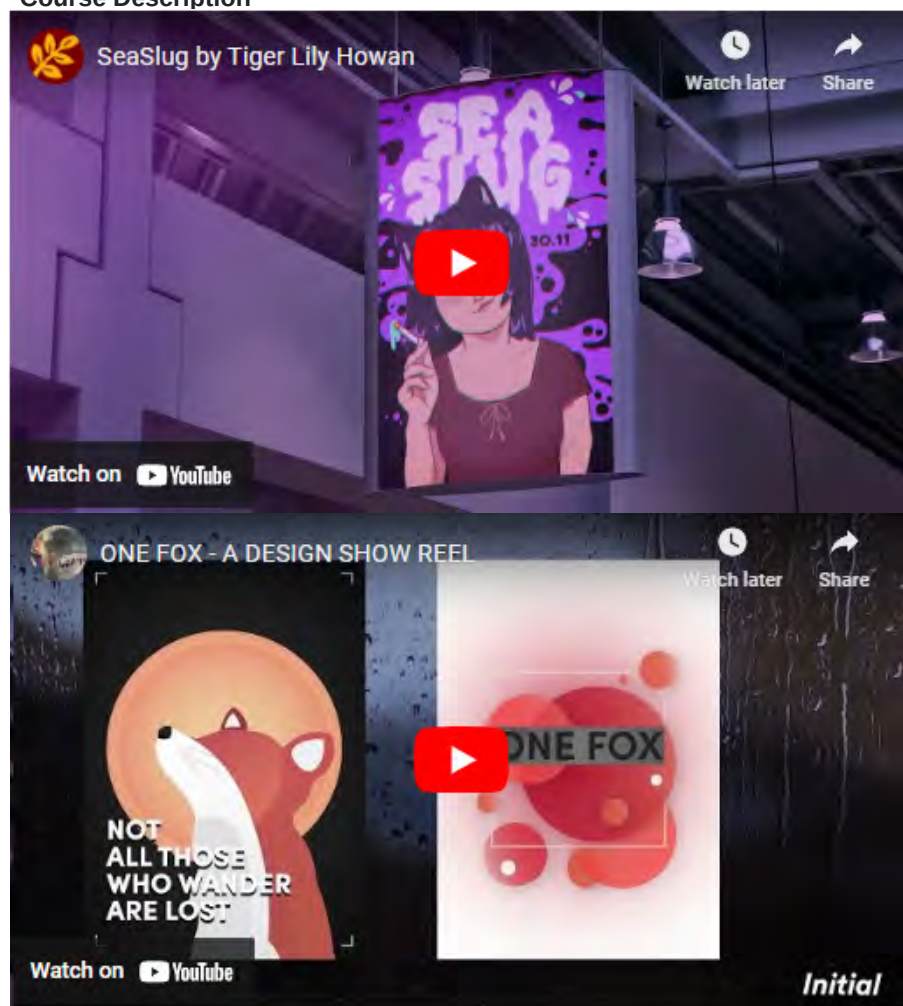 Course Description
SeaSlug by Tiger Lily Howan
Watch later
Share
SEA
SLUG
30.11
Watch on YouTube
ONE FOX - A DESIGN SHOW REEL
Watch later
Share
NOT
ALL THOSE
WHO WANDER
ARE LOST
ONE FOX
Watch on YouTube
Initial